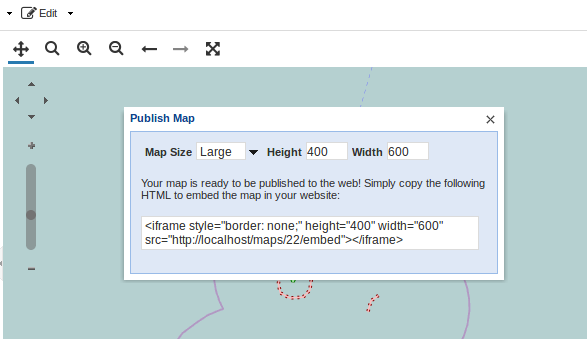 Edit
Publish Map
Map Size Large Height 400 Width 600
Your map is ready to be published to the web! Simply copy the following
HTML to embed the map in your website:
<iframe style="border: none;" height="400" width="600"
src="http://localhost/maps/22/embed"></iframe>